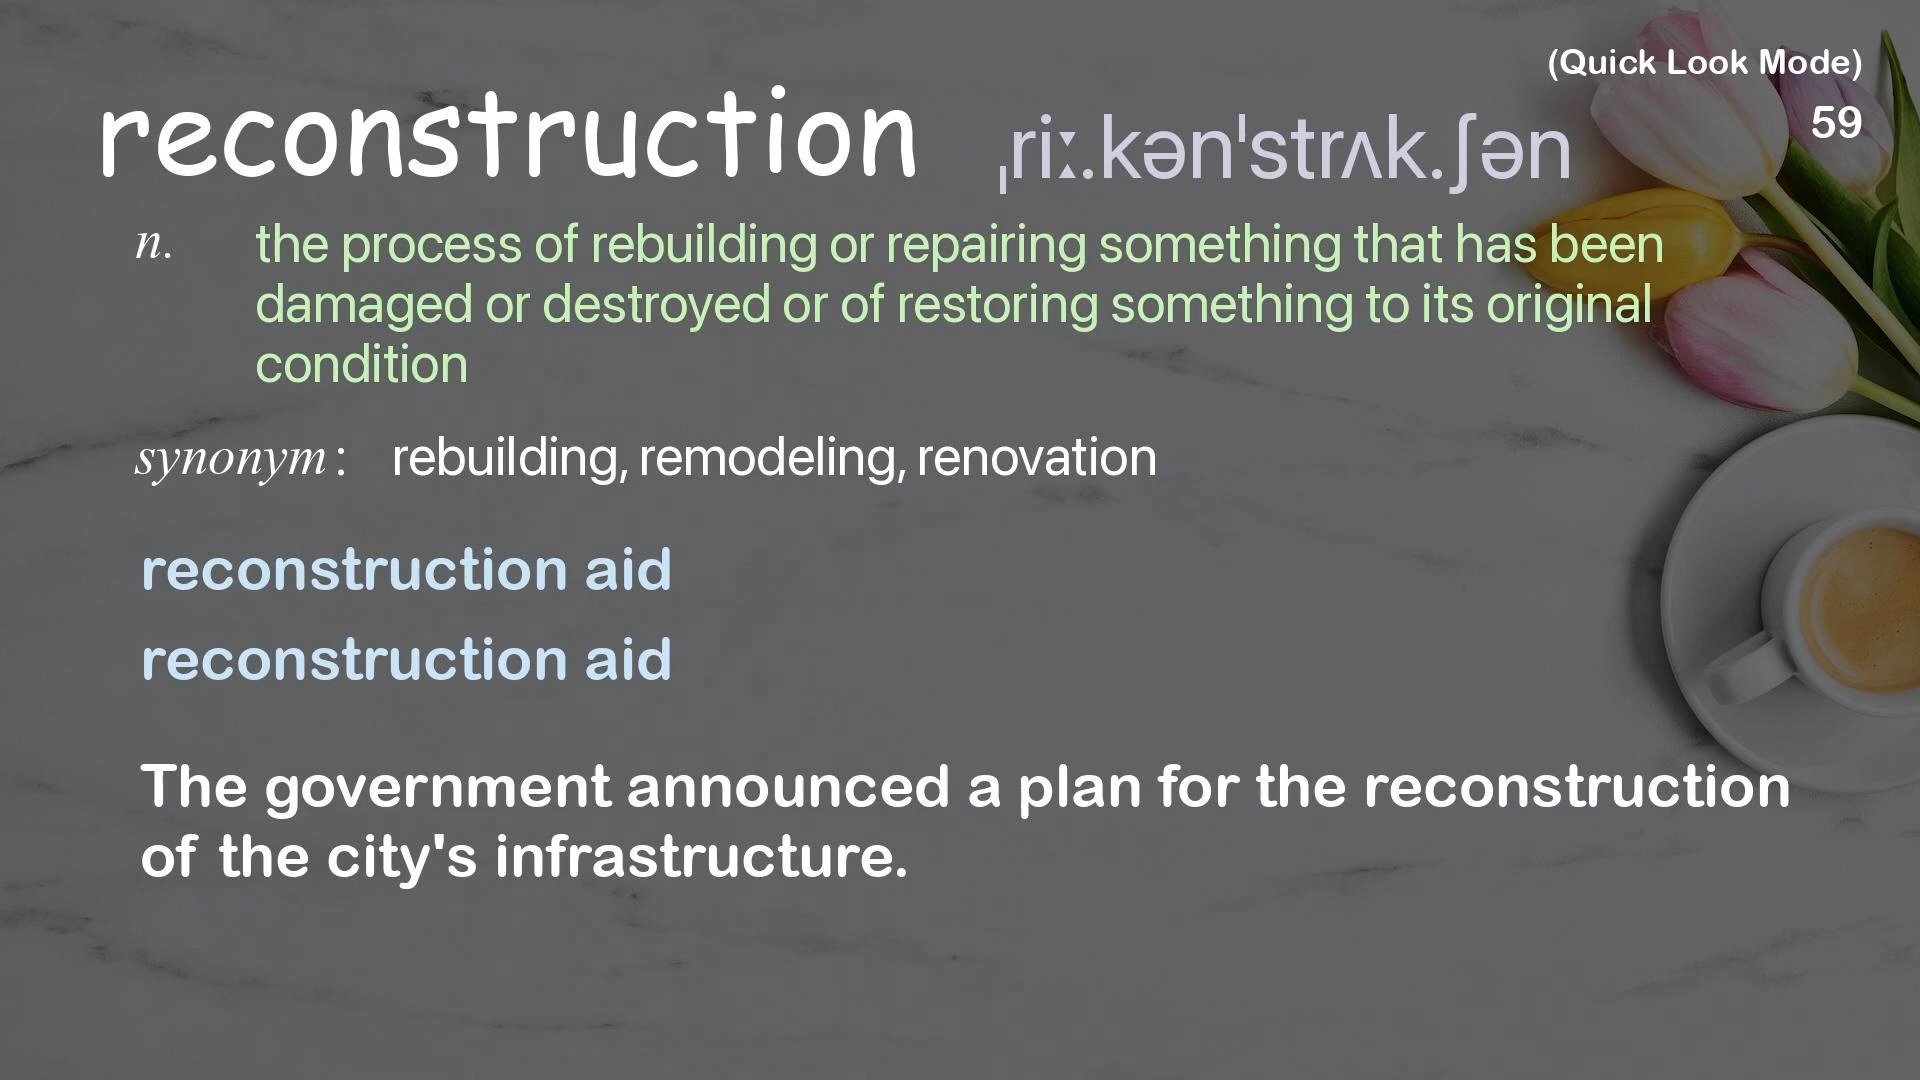 (Quick Look Mode)
reconstruction ˌriː.kən'strʌk.ʃən 59
n. the process of rebuilding or repairing something that has been
damaged or destroyed or of restoring something to its original
condition
synonym: rebuilding, remodeling, renovation
reconstruction aid
reconstruction aid
The government announced a plan for the reconstruction
of the city's infrastructure.